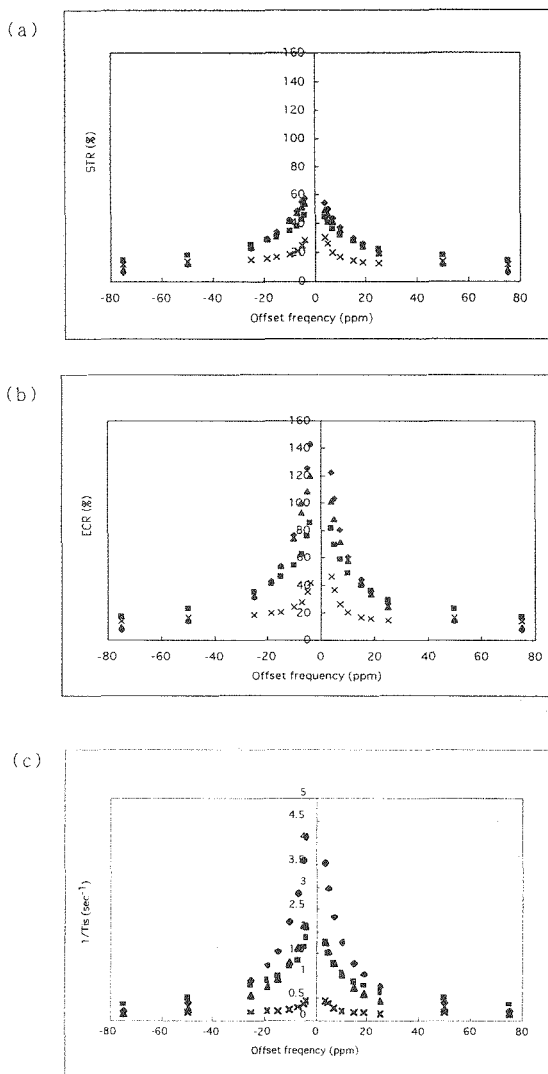 (a)
160
140
120
100
80
60
40
20
0
STR (%)
-80 -60 -40 -20 0 20 40 60 80
Offset freqency (ppm)
(b)
160
140
120
100
80
60
40
20
0
ECR (%)
-80 -60 -40 -20 0 20 40 60 80
Offset frequency (ppm)
(c)
5
4.5
4
3.5
3
2.5
2
1.5
1
0.5
0
1/Tis (sec⁻¹)
-80 -60 -40 -20 0 20 40 60 80
Offset freqency (ppm)